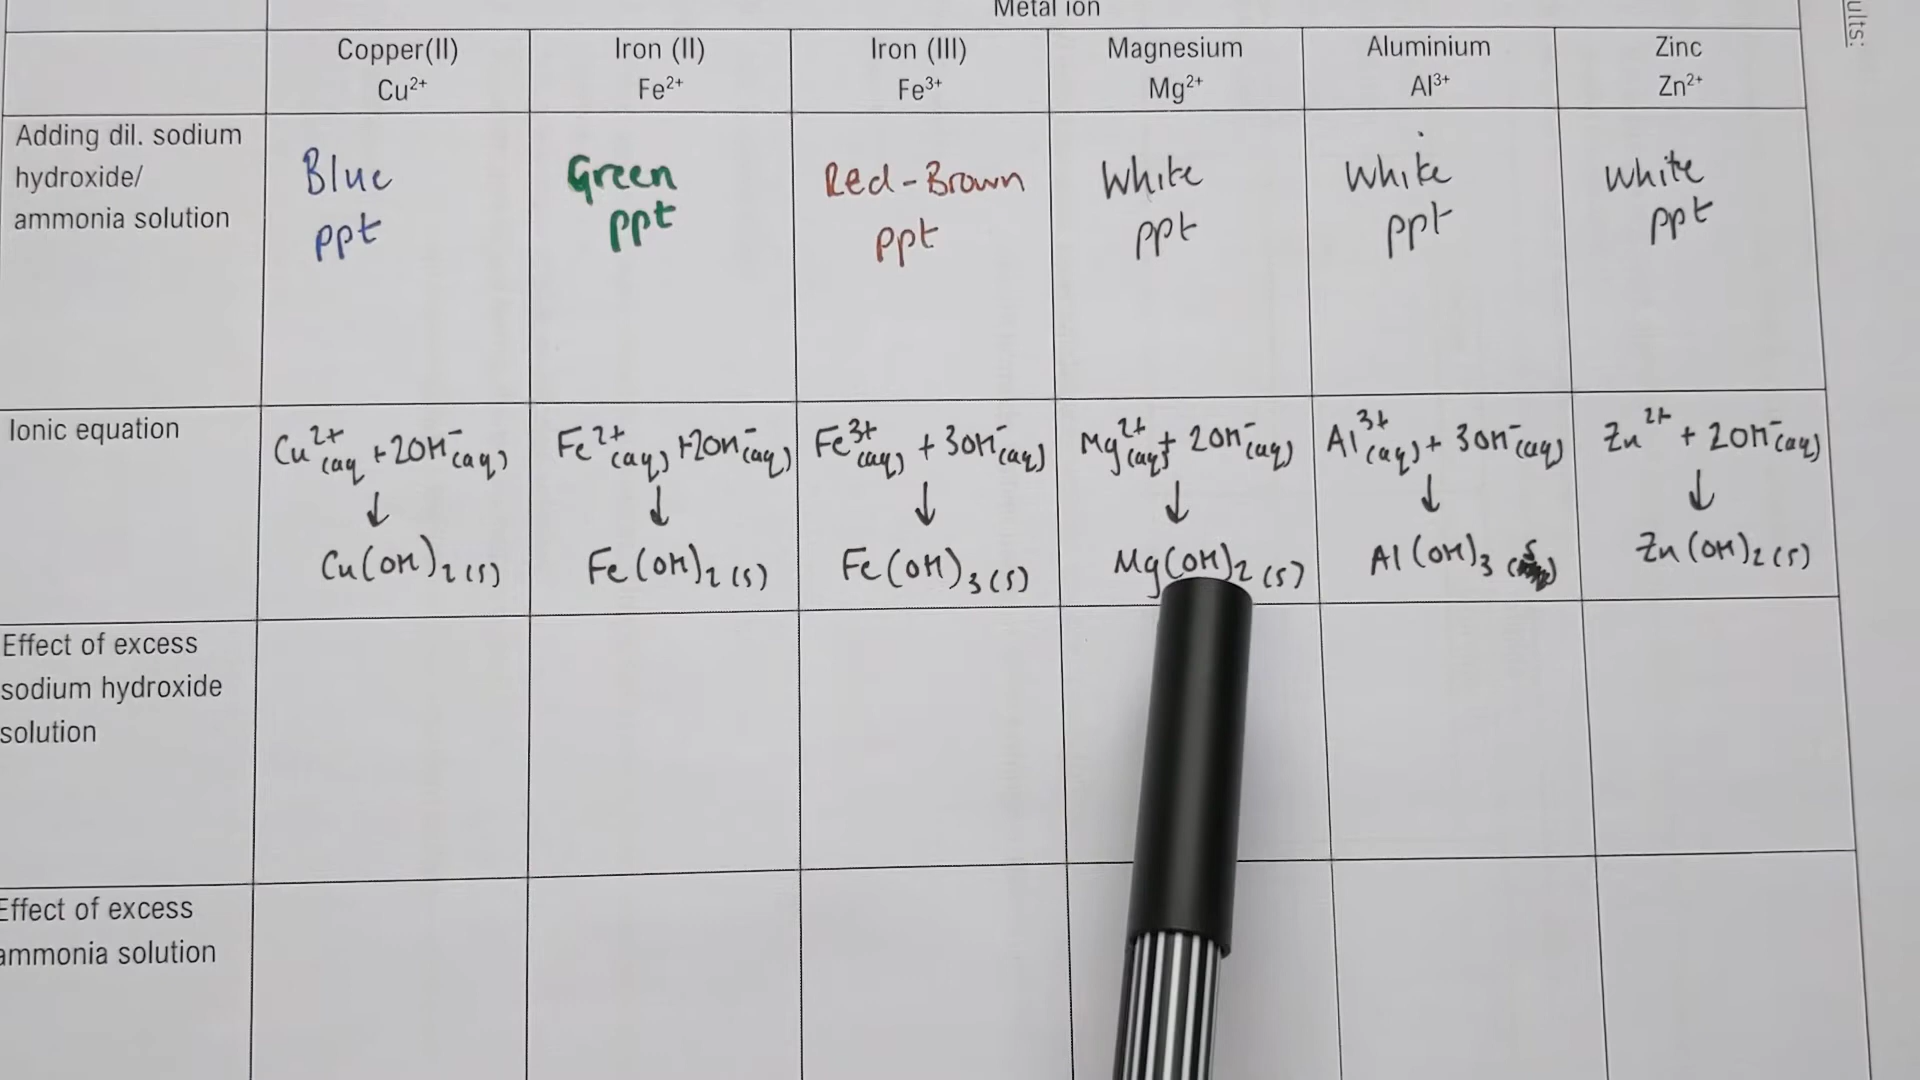 Metal ion
ults:
Copper(II)
Cu²⁺
Iron (II)
Fe²⁺
Iron (III)
Fe³⁺
Magnesium
Mg²⁺
Aluminium
Al³⁺
Zinc
Zn²⁺
Adding dil. sodium
hydroxide/
ammonia solution
Blue
ppt
Green
ppt
Red-Brown
ppt
White
ppt
White
ppt
White
ppt
Ionic equation
Cu²⁺(aq + 2OH⁻(aq)
↓
Cu(OH)₂(s)
Fe²⁺(aq) + 2OH⁻(aq)
↓
Fe(OH)₂(s)
Fe³⁺(aq) + 3OH⁻(aq)
↓
Fe(OH)₃(s)
Mg²⁺(aq) + 2OH⁻(aq)
↓
Mg(OH)₂(s)
Al³⁺(aq) + 3OH⁻(aq)
↓
Al(OH)₃(s)
Zn²⁺ + 2OH⁻(aq)
↓
Zn(OH)₂(s)
Effect of excess
sodium hydroxide
solution
Effect of excess
ammonia solution